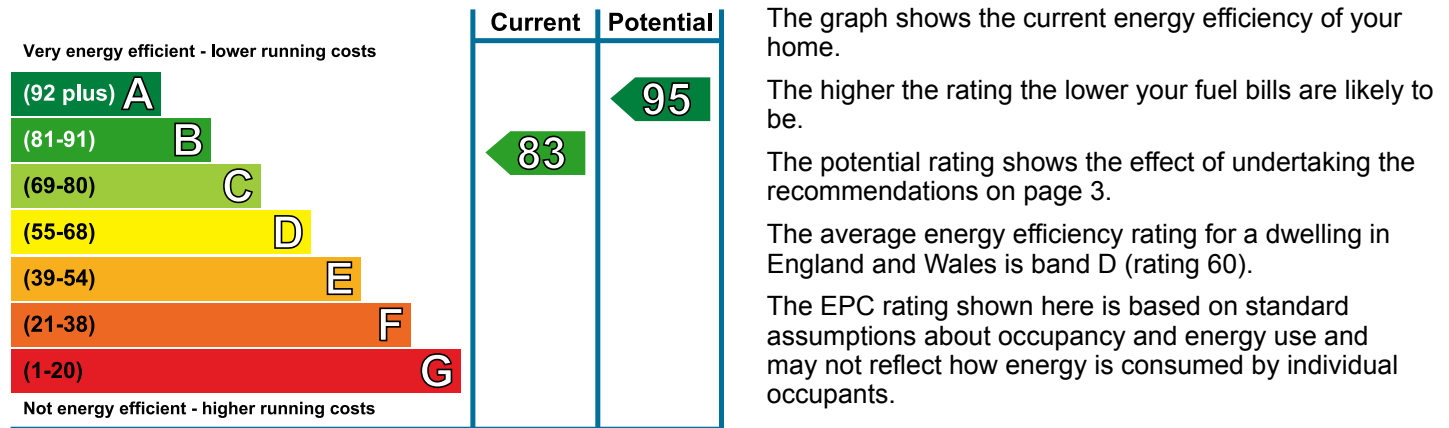 Current Potential
Very energy efficient - lower running costs
(92 plus) A
95
(81-91) B
83
(69-80) C
(55-68) D
(39-54) E
(21-38) F
(1-20) G
Not energy efficient - higher running costs
The graph shows the current energy efficiency of your
home.
The higher the rating the lower your fuel bills are likely to
be.
The potential rating shows the effect of undertaking the
recommendations on page 3.
The average energy efficiency rating for a dwelling in
England and Wales is band D (rating 60).
The EPC rating shown here is based on standard
assumptions about occupancy and energy use and
may not reflect how energy is consumed by individual
occupants.